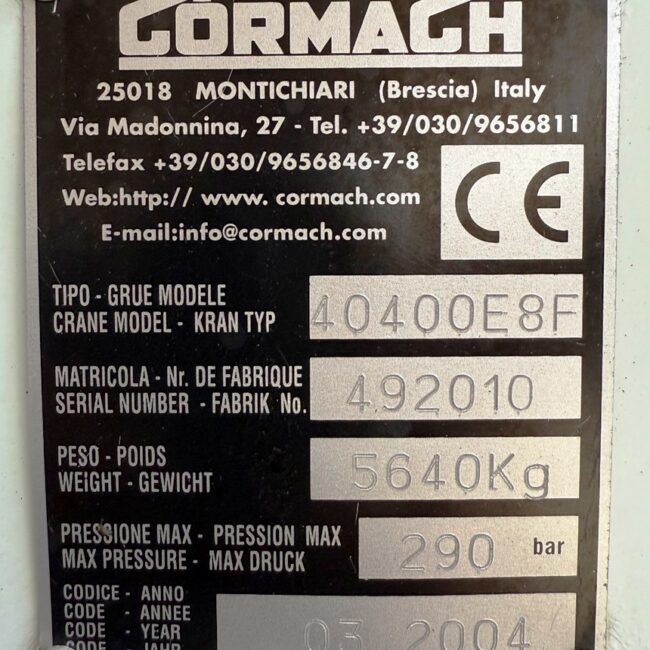 CORMACH
25018 MONTICHIARI (Brescia) Italy
Via Madonnina, 27 - Tel. +39/030/9656811
Telefax +39/030/9656846-7-8
Web:http:// www. cormach.com
E-mail:info@cormach.com
CE
TIPO - GRUE MODELE
CRANE MODEL - KRAN TYP
40400E8F
MATRICOLA - Nr. DE FABRIQUE
SERIAL NUMBER - FABRIK No.
492010
PESO - POIDS
WEIGHT - GEWICHT
5640Kg
PRESSIONE MAX - PRESSION MAX
MAX PRESSURE - MAX DRUCK
290 bar
CODICE - ANNO
CODE - ANNEE
CODE - YEAR
CODE - JAHR
03 2004